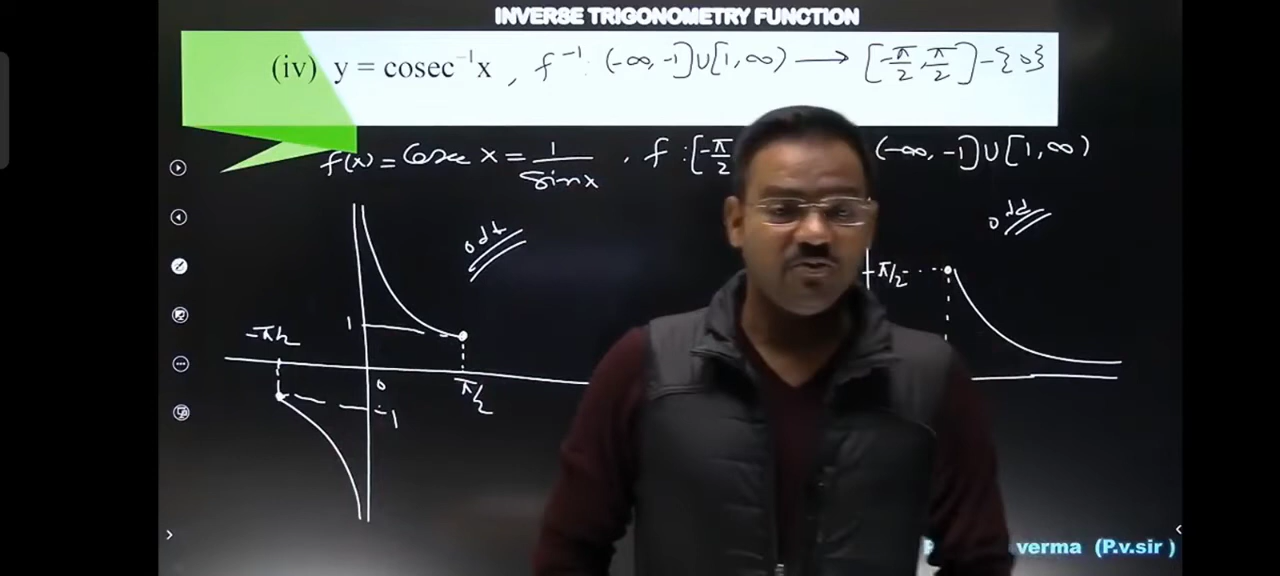 INVERSE TRIGONOMETRY FUNCTION
(iv) y = cosec⁻¹x , f⁻¹ : (-∞, -1]∪[1, ∞) → [-π/2, π/2]-{0}
f(x) = Cosec x = 1/Sinx , f : [-π/2 (-∞, -1]∪[1, ∞)
odd
odd
π/2
1
-π/2
0
π/2
-1
verma (P.v.sir )